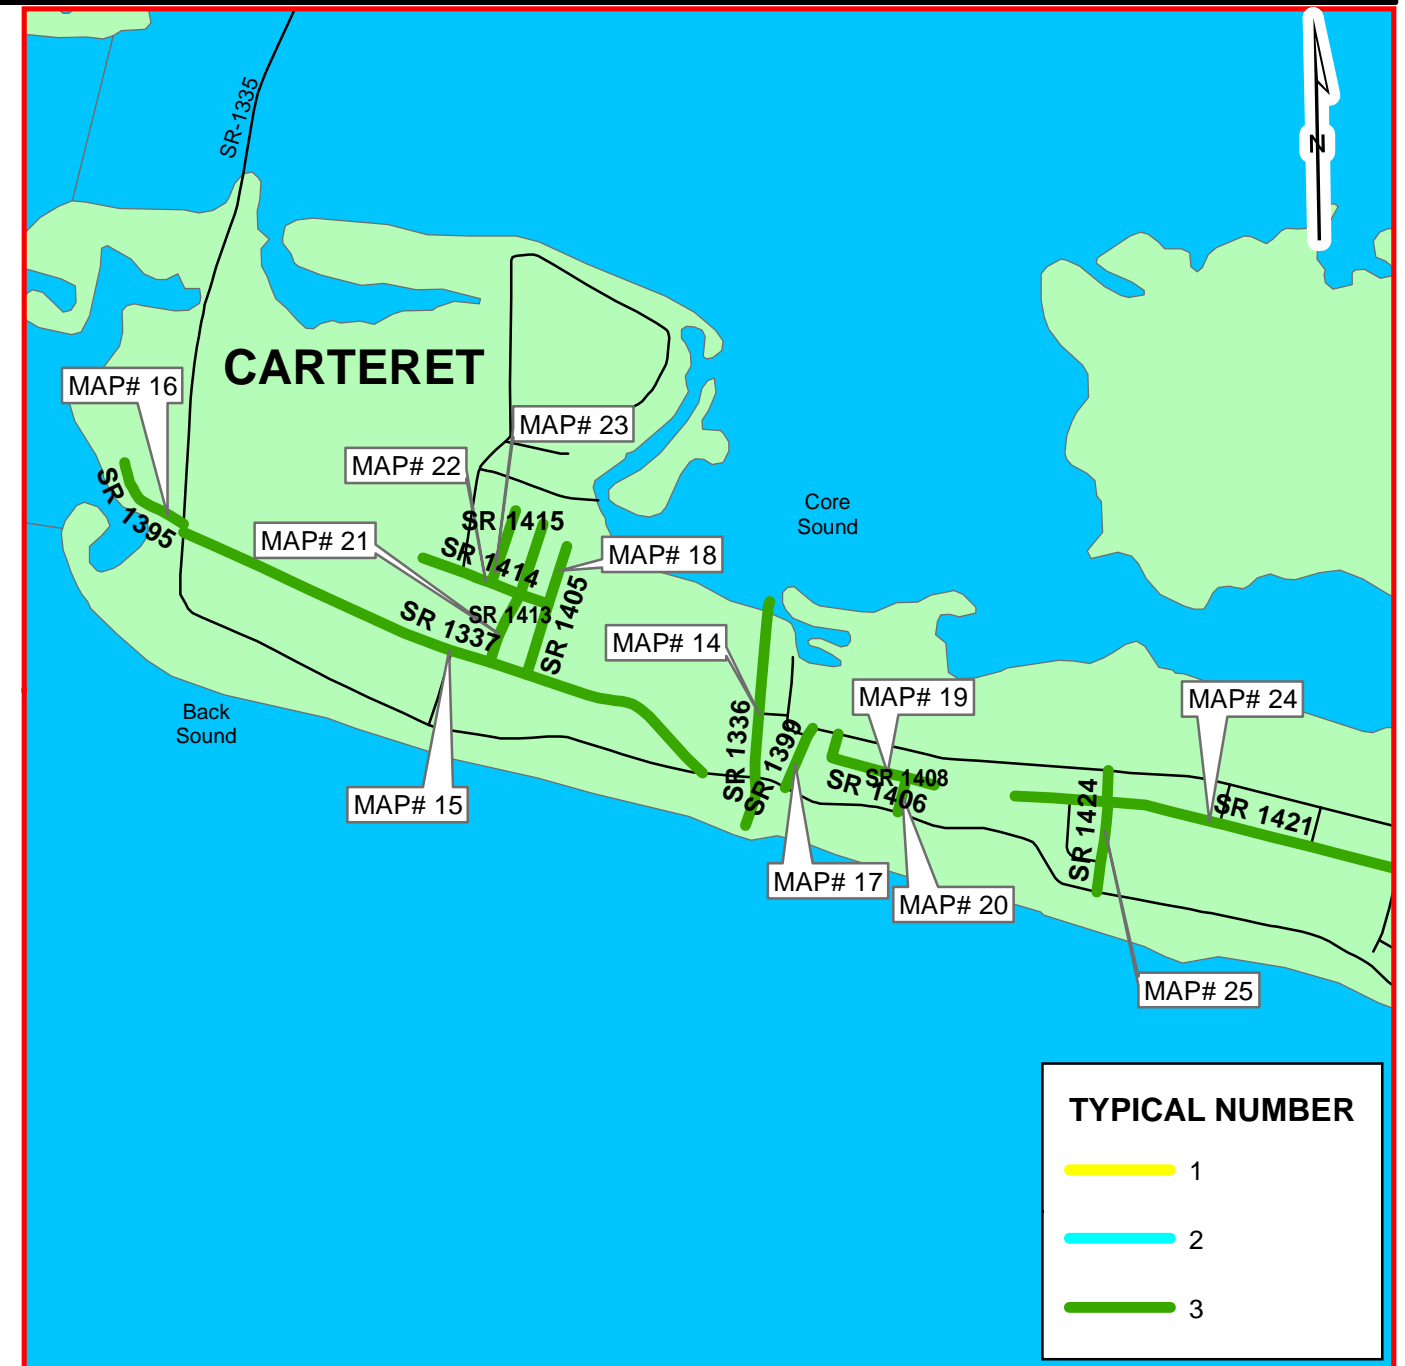 SR-1335
N
CARTERET
MAP# 16
MAP# 23
MAP# 22
SR 1395
SR 1415
Core
Sound
MAP# 21
SR 1414
MAP# 18
SR 1413
SR 1405
SR 1337
MAP# 14
MAP# 19
MAP# 24
Back
Sound
SR 1336
SR 1399
SR 1408
SR 1406
SR 1424
SR 1421
MAP# 15
MAP# 17
MAP# 20
MAP# 25
TYPICAL NUMBER
1
2
3